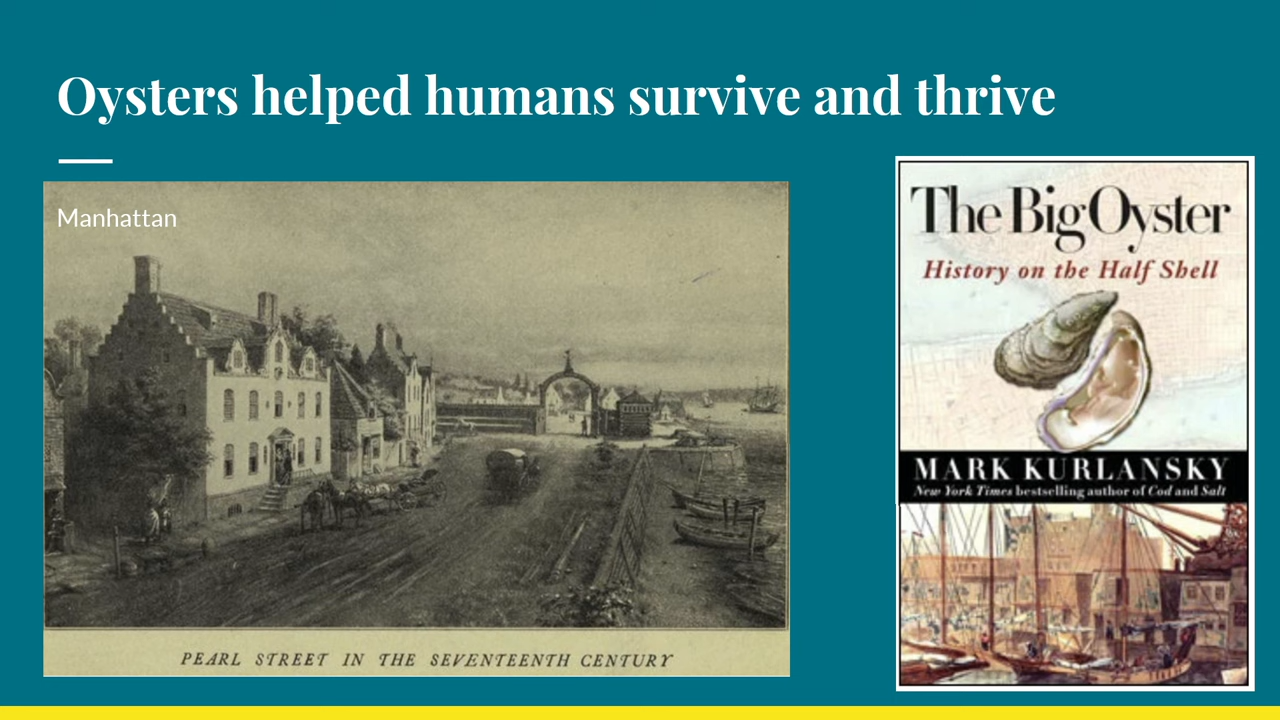 Oysters helped humans survive and thrive
Manhattan
PEARL STREET IN THE SEVENTEENTH CENTURY
The Big Oyster
History on the Half Shell
MARK KURLANSKY
New York Times bestselling author of Cod and Salt